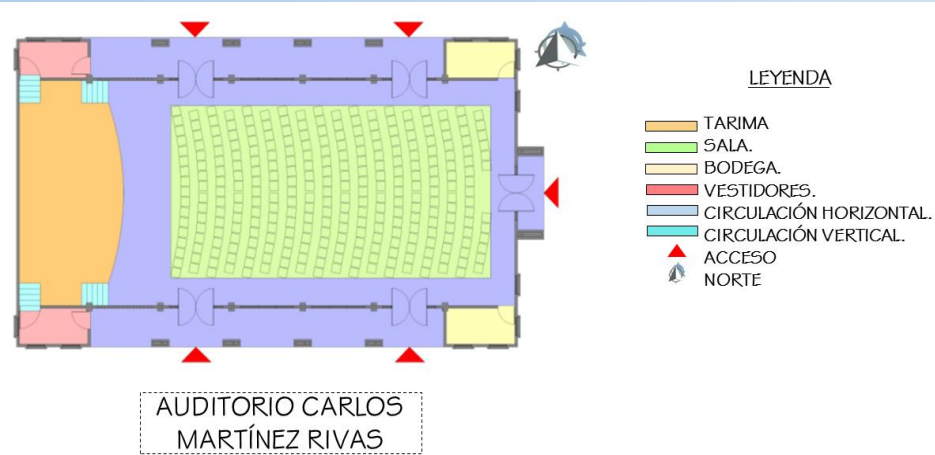 LEYENDA
TARIMA
SALA.
BODEGA.
VESTIDORES.
CIRCULACIÓN HORIZONTAL.
CIRCULACIÓN VERTICAL.
ACCESO
NORTE
AUDITORIO CARLOS
MARTÍNEZ RIVAS